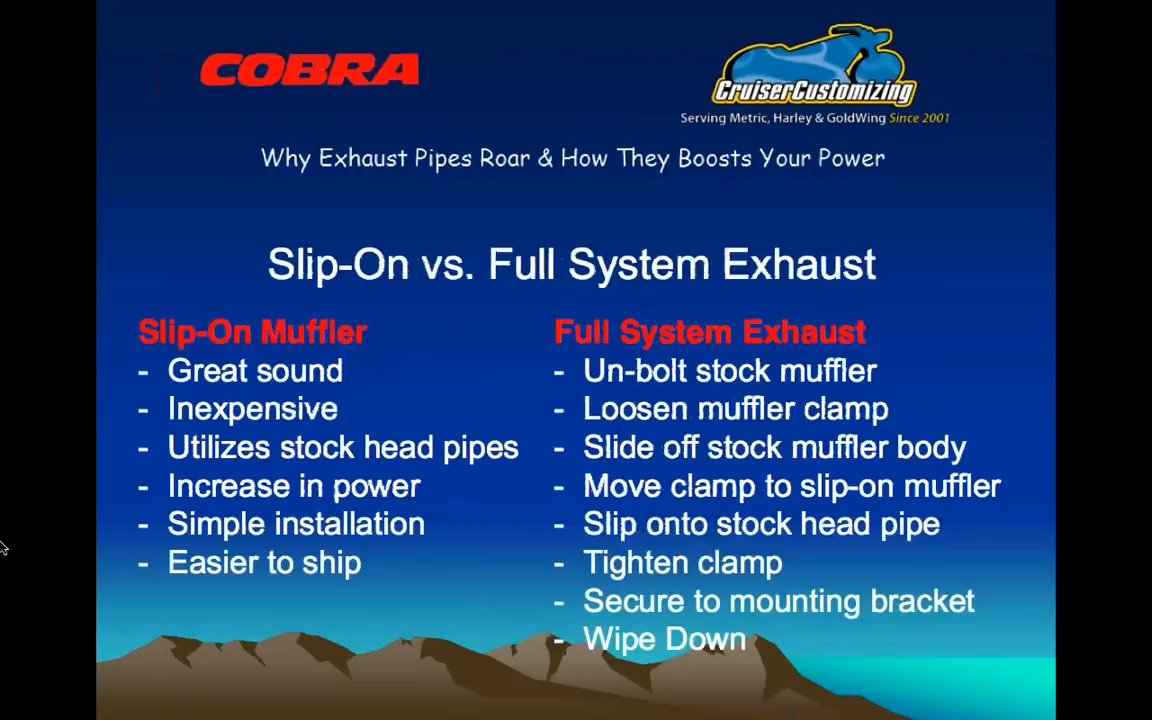 COBRA
CruiserCustomizing
Serving Metric, Harley & GoldWing Since 2001
Why Exhaust Pipes Roar & How They Boosts Your Power
Slip-On vs. Full System Exhaust
Slip-On Muffler
- Great sound
- Inexpensive
- Utilizes stock head pipes
- Increase in power
- Simple installation
- Easier to ship
Full System Exhaust
- Un-bolt stock muffler
- Loosen muffler clamp
- Slide off stock muffler body
- Move clamp to slip-on muffler
- Slip onto stock head pipe
- Tighten clamp
- Secure to mounting bracket
- Wipe Down